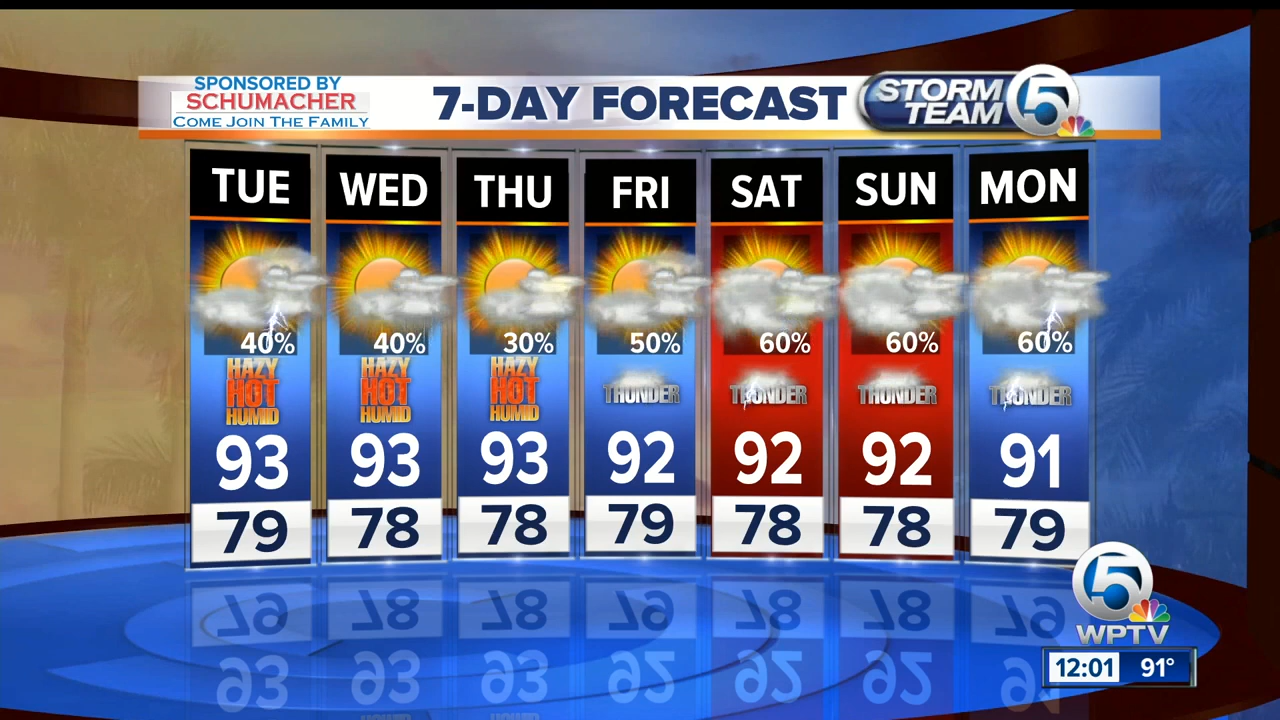 SPONSORED BY
SCHUMACHER
COME JOIN THE FAMILY
7-DAY FORECAST
STORM
TEAM
5
TUE WED THU FRI SAT SUN MON
40% 40% 30% 50% 60% 60% 60%
HAZY HAZY HAZY
HOT HOT HOT
HUMID HUMID HUMID
THUNDER THUNDER THUNDER THUNDER
93 93 93 92 92 92 91
79 78 78 79 78 78 79
5
WPTV
12:01 91°